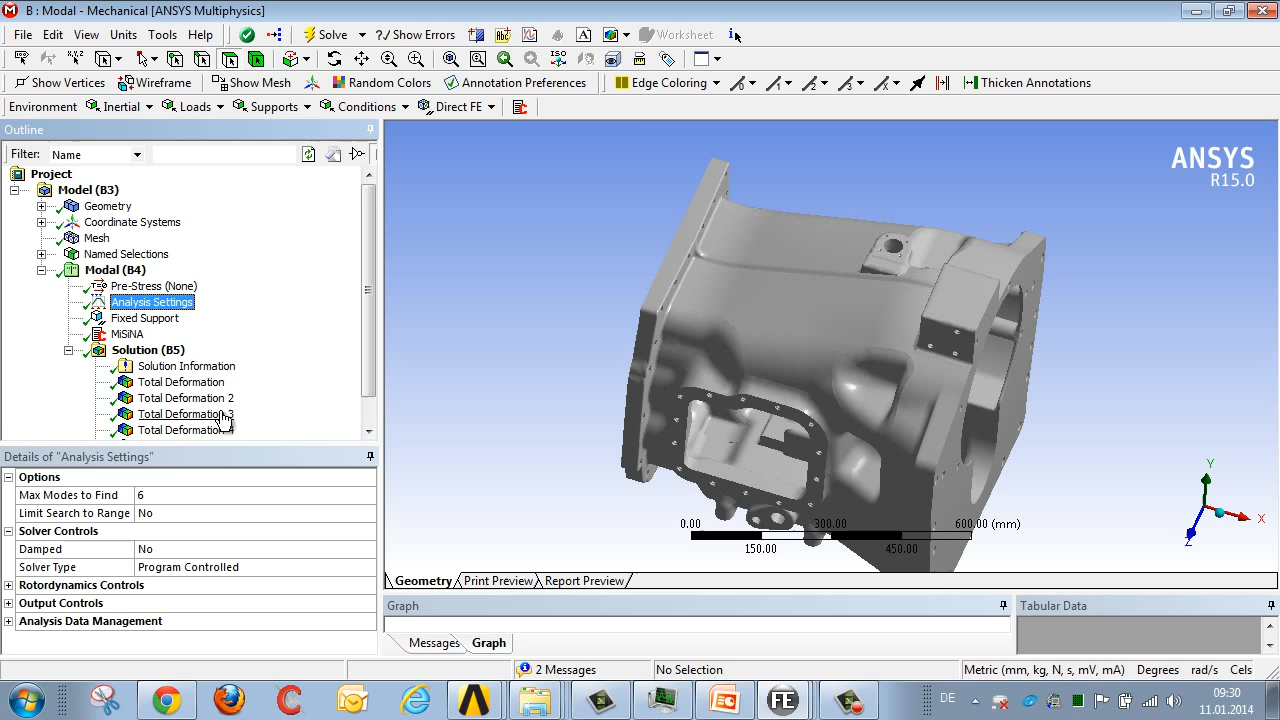 B : Modal - Mechanical [ANSYS Multiphysics]
File Edit View Units Tools Help Solve ?/ Show Errors Worksheet
Show Vertices Wireframe Show Mesh Random Colors Annotation Preferences Edge Coloring Thicken Annotations
Environment Inertial Loads Supports Conditions Direct FE
Outline
Filter: Name
Project
Model (B3)
Geometry
Coordinate Systems
Mesh
Named Selections
Modal (B4)
Pre-Stress (None)
Analysis Settings
Fixed Support
MiSiNA
Solution (B5)
Solution Information
Total Deformation
Total Deformation 2
Total Deformation 3
Total Deformation
Details of "Analysis Settings"
Options
Max Modes to Find 6
Limit Search to Range No
Solver Controls
Damped No
Solver Type Program Controlled
Rotordynamics Controls
Output Controls
Analysis Data Management
ANSYS
R15.0
0.00 300.00 600.00 (mm)
150.00 450.00
Y
X
Z
Geometry Print Preview Report Preview
Graph
Tabular Data
Messages Graph
2 Messages No Selection Metric (mm, kg, N, s, mV, mA) Degrees rad/s Cels
DE
09:30
11.01.2014